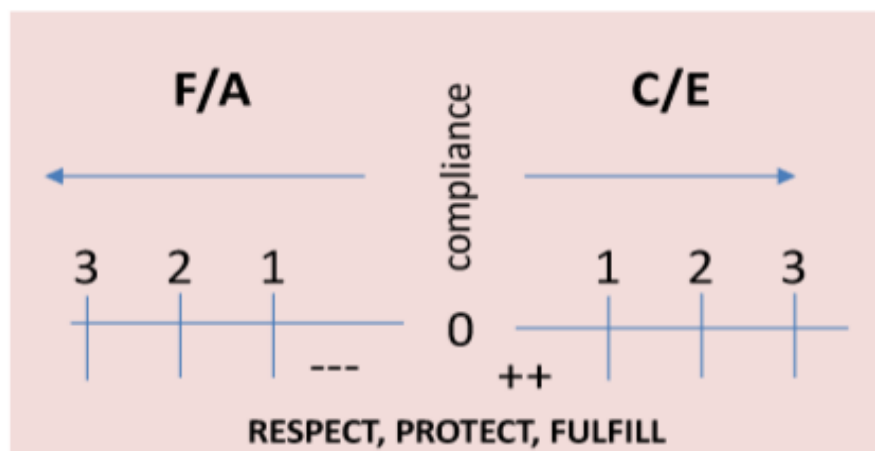 F/A compliance C/E
3 2 1 1 2 3
0
--- ++
RESPECT, PROTECT, FULFILL